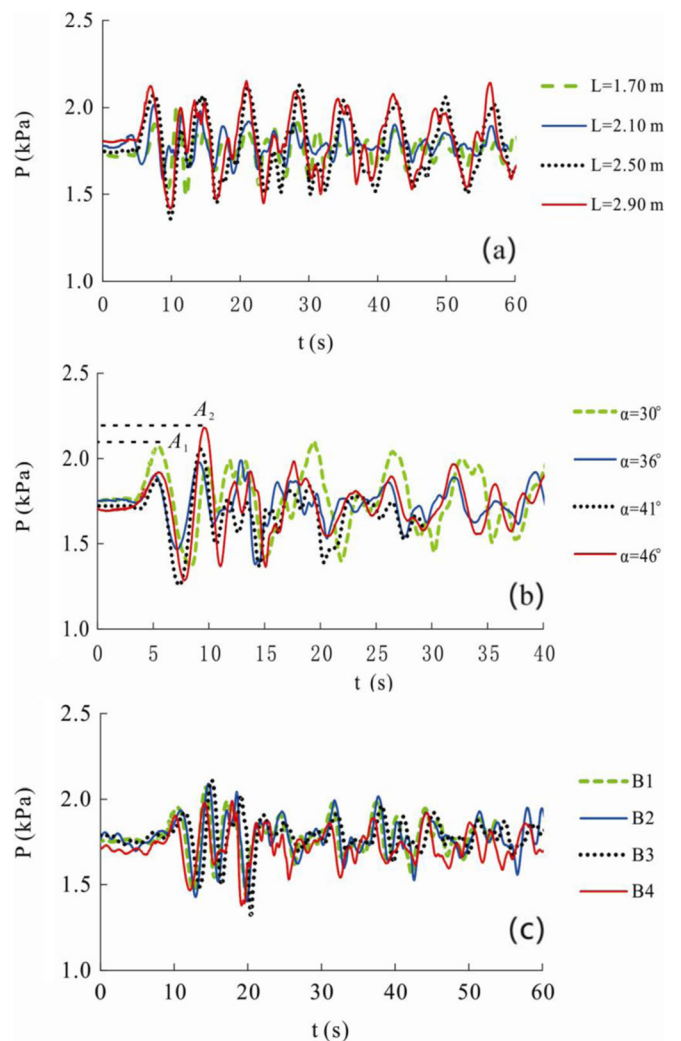 2.5
2.0
1.5
1.0
P (kPa)
0 10 20 30 40 50 60
t (s)
L=1.70 m
L=2.10 m
L=2.50 m
L=2.90 m
(a)
2.5
2.0
1.5
1.0
P (kPa)
A₁
A₂
0 5 10 15 20 25 30 35 40
t (s)
α=30°
α=36°
α=41°
α=46°
(b)
2.5
2.0
1.5
1.0
P (kPa)
0 10 20 30 40 50 60
t (s)
B1
B2
B3
B4
(c)